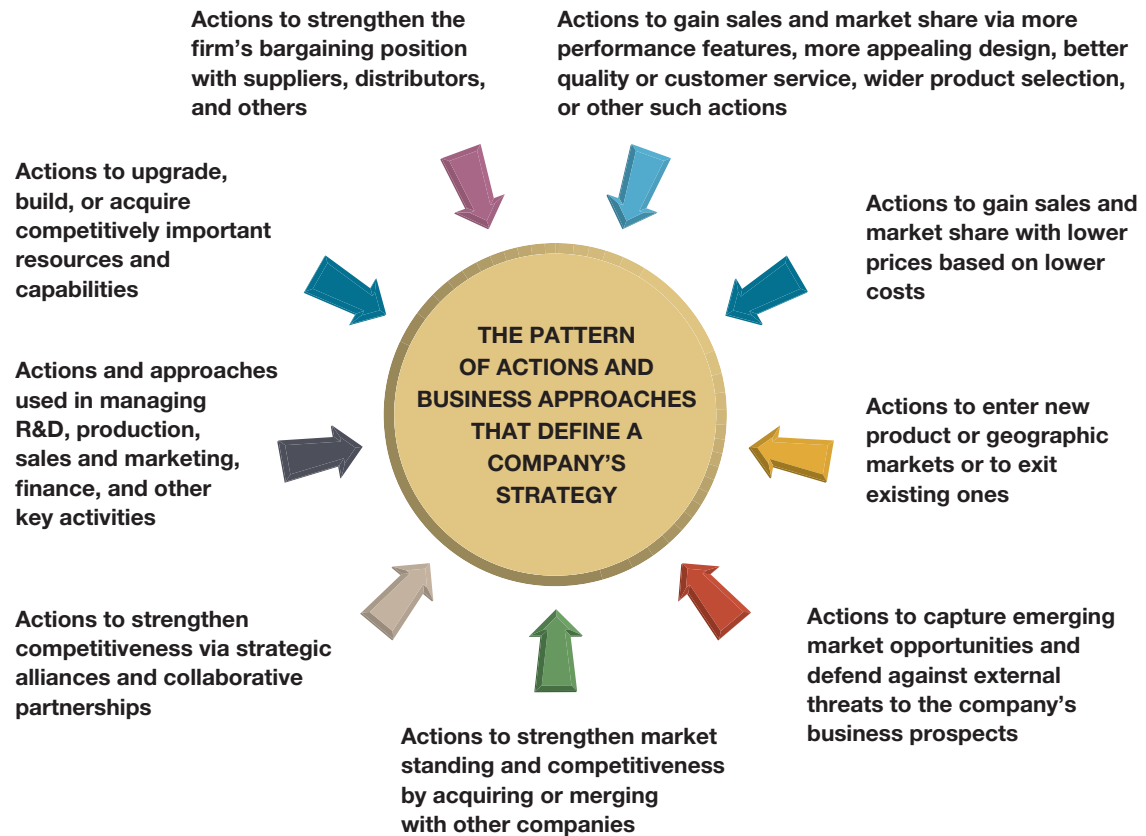 Actions to strengthen the
firm's bargaining position
with suppliers, distributors,
and others
Actions to gain sales and market share via more
performance features, more appealing design, better
quality or customer service, wider product selection,
or other such actions
Actions to upgrade,
build, or acquire
competitively important
resources and
capabilities
Actions to gain sales and
market share with lower
prices based on lower
costs
THE PATTERN
OF ACTIONS AND
BUSINESS APPROACHES
THAT DEFINE A
COMPANY'S
STRATEGY
Actions and approaches
used in managing
R&D, production,
sales and marketing,
finance, and other
key activities
Actions to enter new
product or geographic
markets or to exit
existing ones
Actions to strengthen
competitiveness via strategic
alliances and collaborative
partnerships
Actions to capture emerging
market opportunities and
defend against external
threats to the company's
business prospects
Actions to strengthen market
standing and competitiveness
by acquiring or merging
with other companies